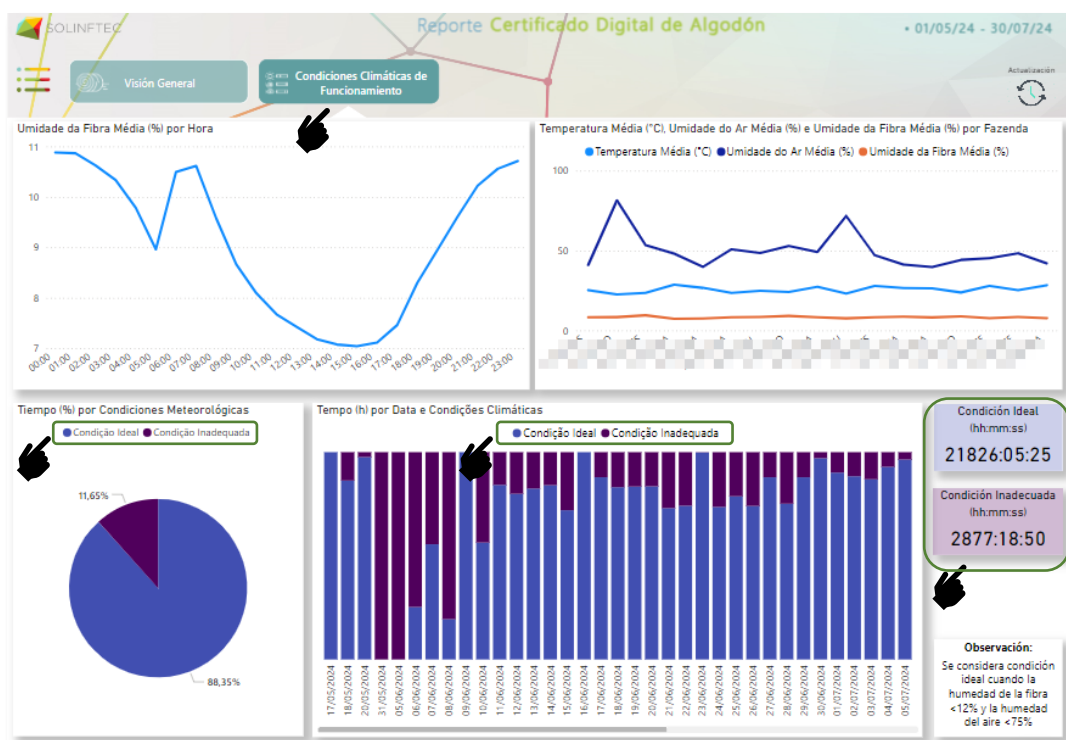 SOLINFTEC
Reporte Certificado Digital de Algodón
• 01/05/24 - 30/07/24
Visión General
Condiciones Climáticas de
Funcionamiento
Actualización
Umidade da Fibra Média (%) por Hora
11
10
9
8
7
00:00 01:00 02:00 03:00 04:00 05:00 06:00 07:00 08:00 09:00 10:00 11:00 12:00 13:00 14:00 15:00 16:00 17:00 18:00 19:00 20:00 21:00 22:00 23:00
Temperatura Média (°C), Umidade do Ar Média (%) e Umidade da Fibra Média (%) por Fazenda
Temperatura Média (°C) Umidade do Ar Média (%) Umidade da Fibra Média (%)
100
50
0
Tiempo (%) por Condiciones Meteorológicas
Condição Ideal Condição Inadequada
11,65%
88,35%
Tempo (h) por Data e Condições Climáticas
Condição Ideal Condição Inadequada
17/05/2024 18/05/2024 20/05/2024 31/05/2024 05/06/2024 06/06/2024 07/06/2024 08/06/2024 09/06/2024 10/06/2024 11/06/2024 12/06/2024 13/06/2024 14/06/2024 15/06/2024 16/06/2024 17/06/2024 18/06/2024 19/06/2024 20/06/2024 21/06/2024 22/06/2024 23/06/2024 24/06/2024 25/06/2024 26/06/2024 27/06/2024 28/06/2024 29/06/2024 30/06/2024 01/07/2024 02/07/2024 03/07/2024 04/07/2024 05/07/2024
Condición Ideal
(hh:mm:ss)
21826:05:25
Condición Inadecuada
(hh:mm:ss)
2877:18:50
Observación:
Se considera condición
ideal cuando la
humedad de la fibra
<12% y la humedad
del aire <75%